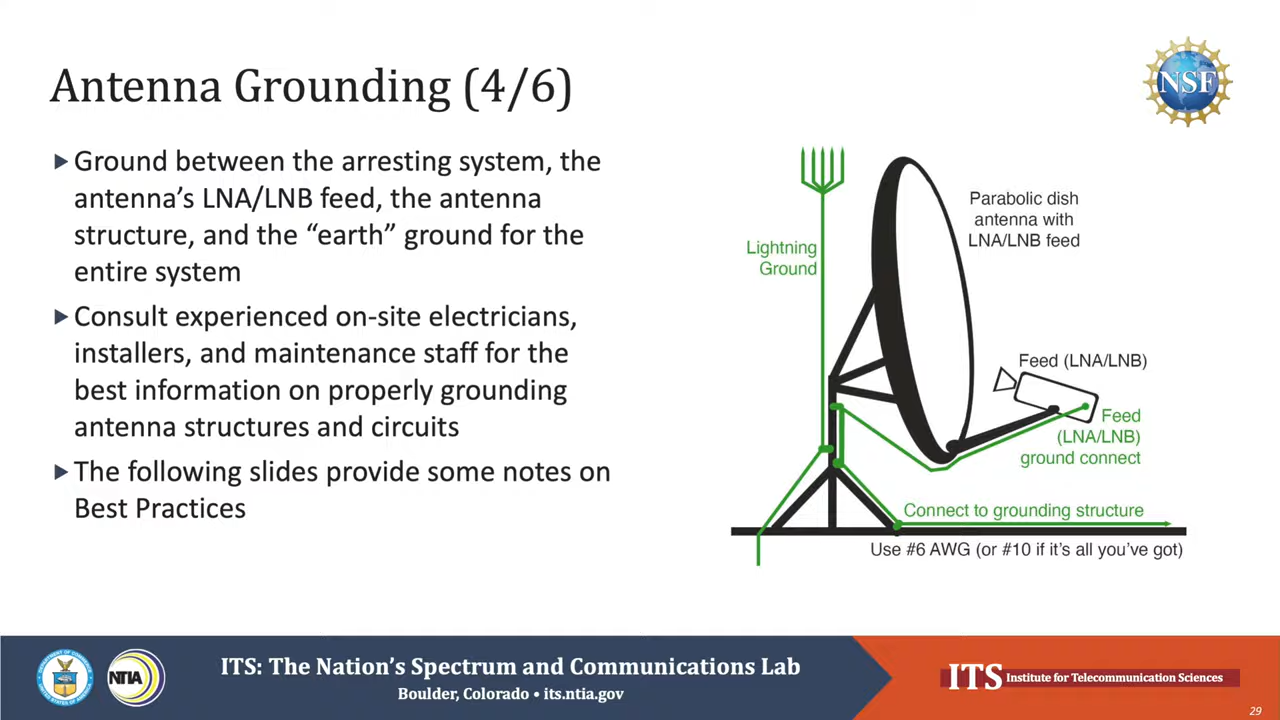 Antenna Grounding (4/6)
NSF
Ground between the arresting system, the
antenna's LNA/LNB feed, the antenna
structure, and the “earth” ground for the
entire system
Consult experienced on-site electricians,
installers, and maintenance staff for the
best information on properly grounding
antenna structures and circuits
The following slides provide some notes on
Best Practices
Lightning
Ground
Parabolic dish
antenna with
LNA/LNB feed
Feed (LNA/LNB)
Feed
(LNA/LNB)
ground connect
Connect to grounding structure
Use #6 AWG (or #10 if it's all you've got)
NTIA
ITS: The Nation's Spectrum and Communications Lab
Boulder, Colorado • its.ntia.gov
ITS Institute for Telecommunication Sciences
29